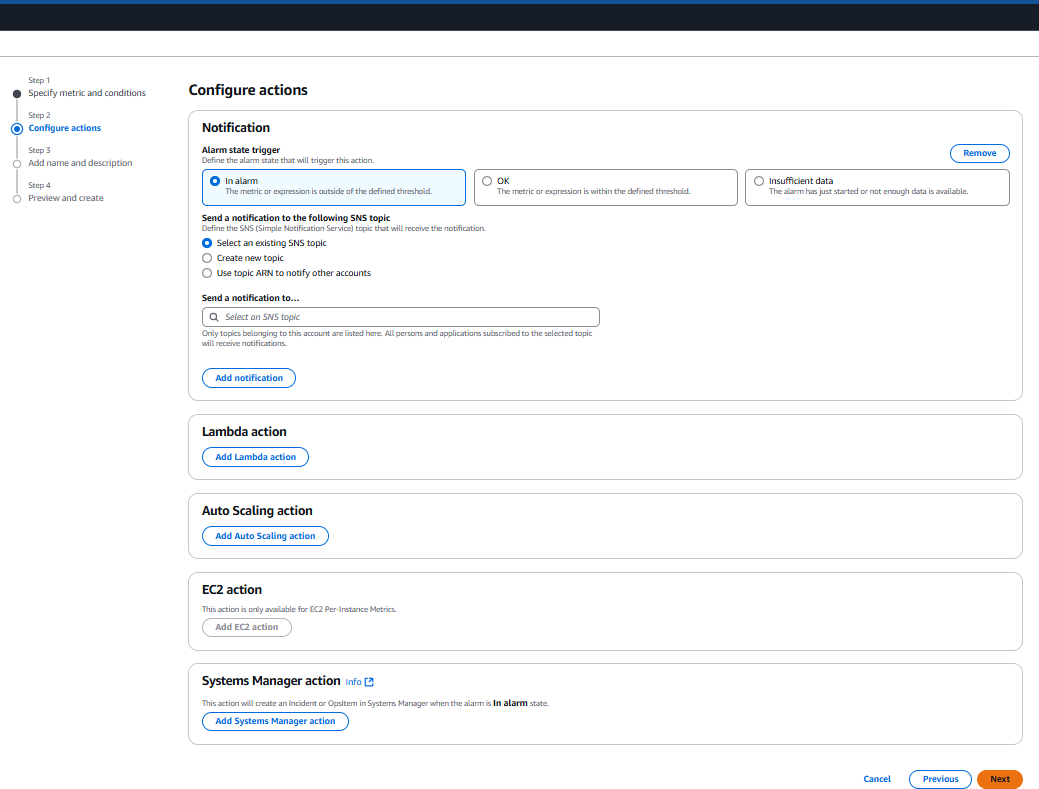 Step 1
Specify metric and conditions
Step 2
Configure actions
Step 3
Add name and description
Step 4
Preview and create
Configure actions
Notification
Alarm state trigger
Define the alarm state that will trigger this action.
Remove
In alarm
The metric or expression is outside of the defined threshold.
OK
The metric or expression is within the defined threshold.
Insufficient data
The alarm has just started or not enough data is available.
Send a notification to the following SNS topic
Define the SNS (Simple Notification Service) topic that will receive the notification.
Select an existing SNS topic
Create new topic
Use topic ARN to notify other accounts
Send a notification to...
Select an SNS topic
Only topics belonging to this account are listed here. All persons and applications subscribed to the selected topic
will receive notifications.
Add notification
Lambda action
Add Lambda action
Auto Scaling action
Add Auto Scaling action
EC2 action
This action is only available for EC2 Per-Instance Metrics.
Add EC2 action
Systems Manager action Info
This action will create an Incident or OpsItem in Systems Manager when the alarm is In alarm state.
Add Systems Manager action
Cancel Previous Next